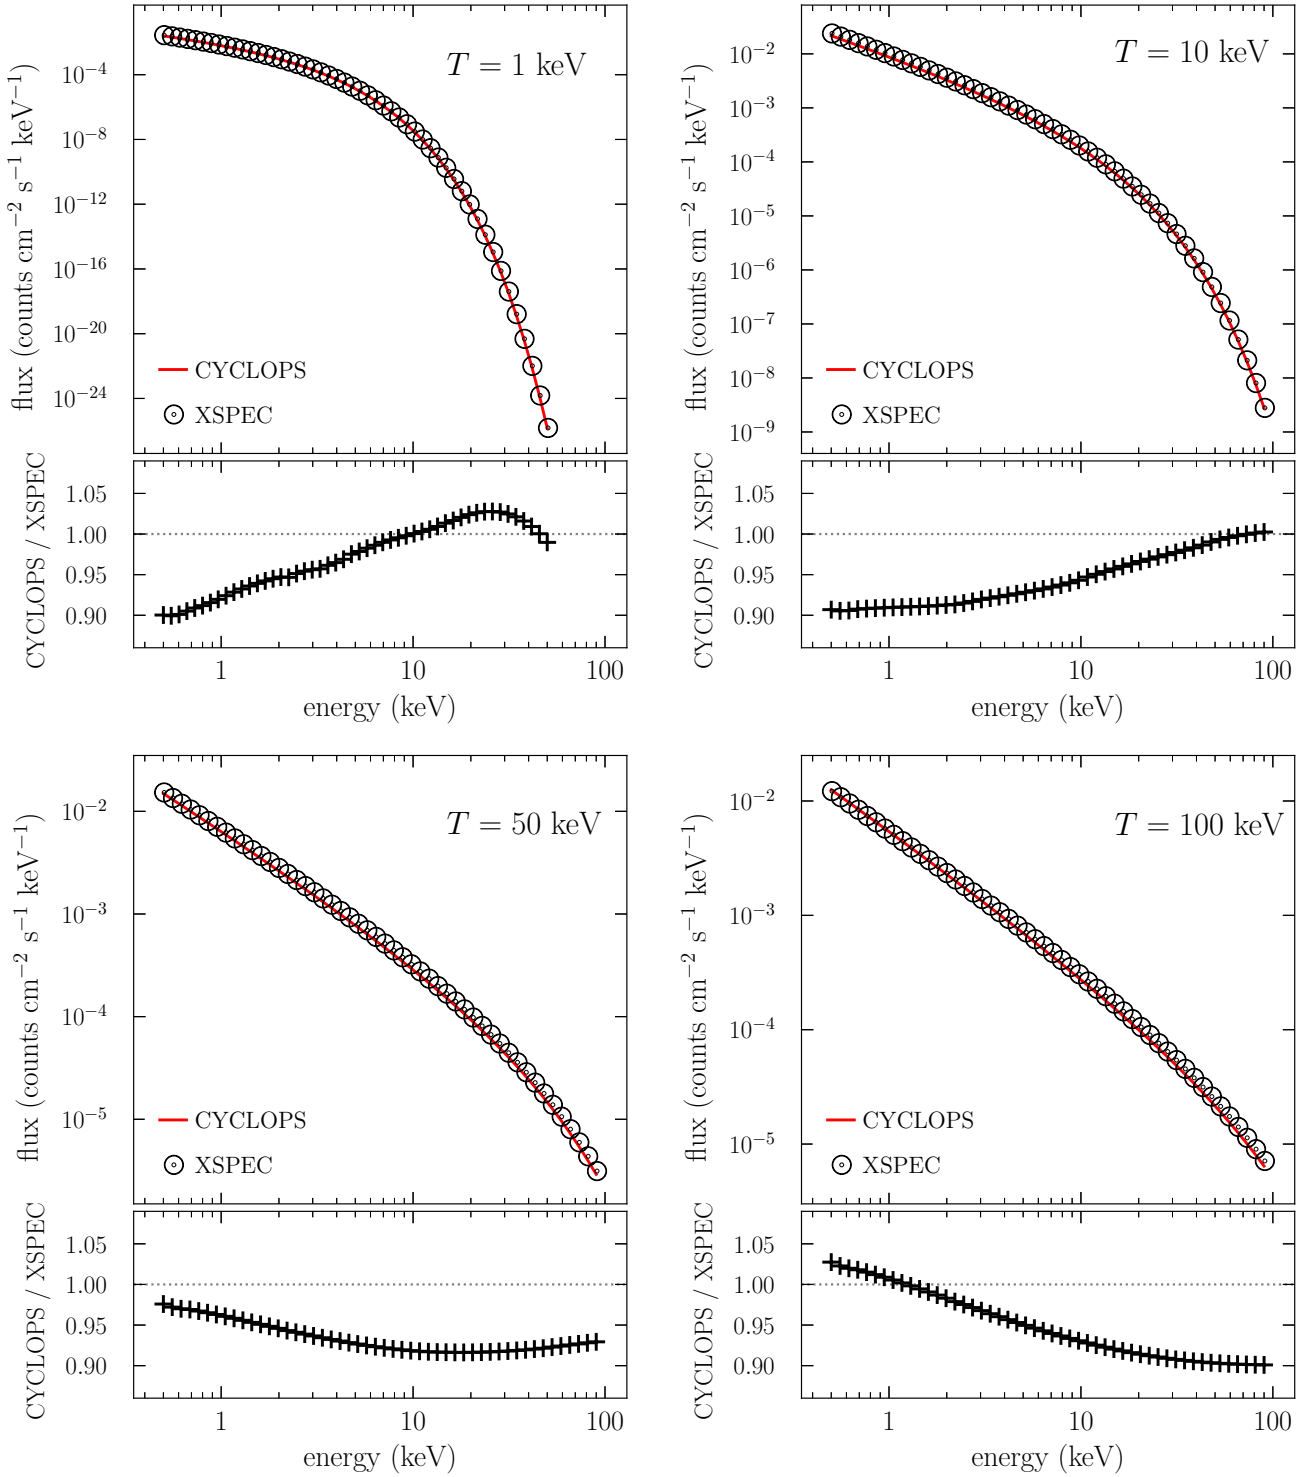 T = 1 keV
flux (counts cm⁻² s⁻¹ keV⁻¹)
10⁻⁴
10⁻⁸
10⁻¹²
10⁻¹⁶
10⁻²⁰
10⁻²⁴
CYCLOPS
XSPEC
CYCLOPS / XSPEC
1.05
1.00
0.95
0.90
1 10 100
energy (keV)
T = 10 keV
flux (counts cm⁻² s⁻¹ keV⁻¹)
10⁻²
10⁻³
10⁻⁴
10⁻⁵
10⁻⁶
10⁻⁷
10⁻⁸
10⁻⁹
CYCLOPS
XSPEC
CYCLOPS / XSPEC
1.05
1.00
0.95
0.90
1 10 100
energy (keV)
T = 50 keV
flux (counts cm⁻² s⁻¹ keV⁻¹)
10⁻²
10⁻³
10⁻⁴
10⁻⁵
CYCLOPS
XSPEC
CYCLOPS / XSPEC
1.05
1.00
0.95
0.90
1 10 100
energy (keV)
T = 100 keV
flux (counts cm⁻² s⁻¹ keV⁻¹)
10⁻²
10⁻³
10⁻⁴
10⁻⁵
CYCLOPS
XSPEC
CYCLOPS / XSPEC
1.05
1.00
0.95
0.90
1 10 100
energy (keV)